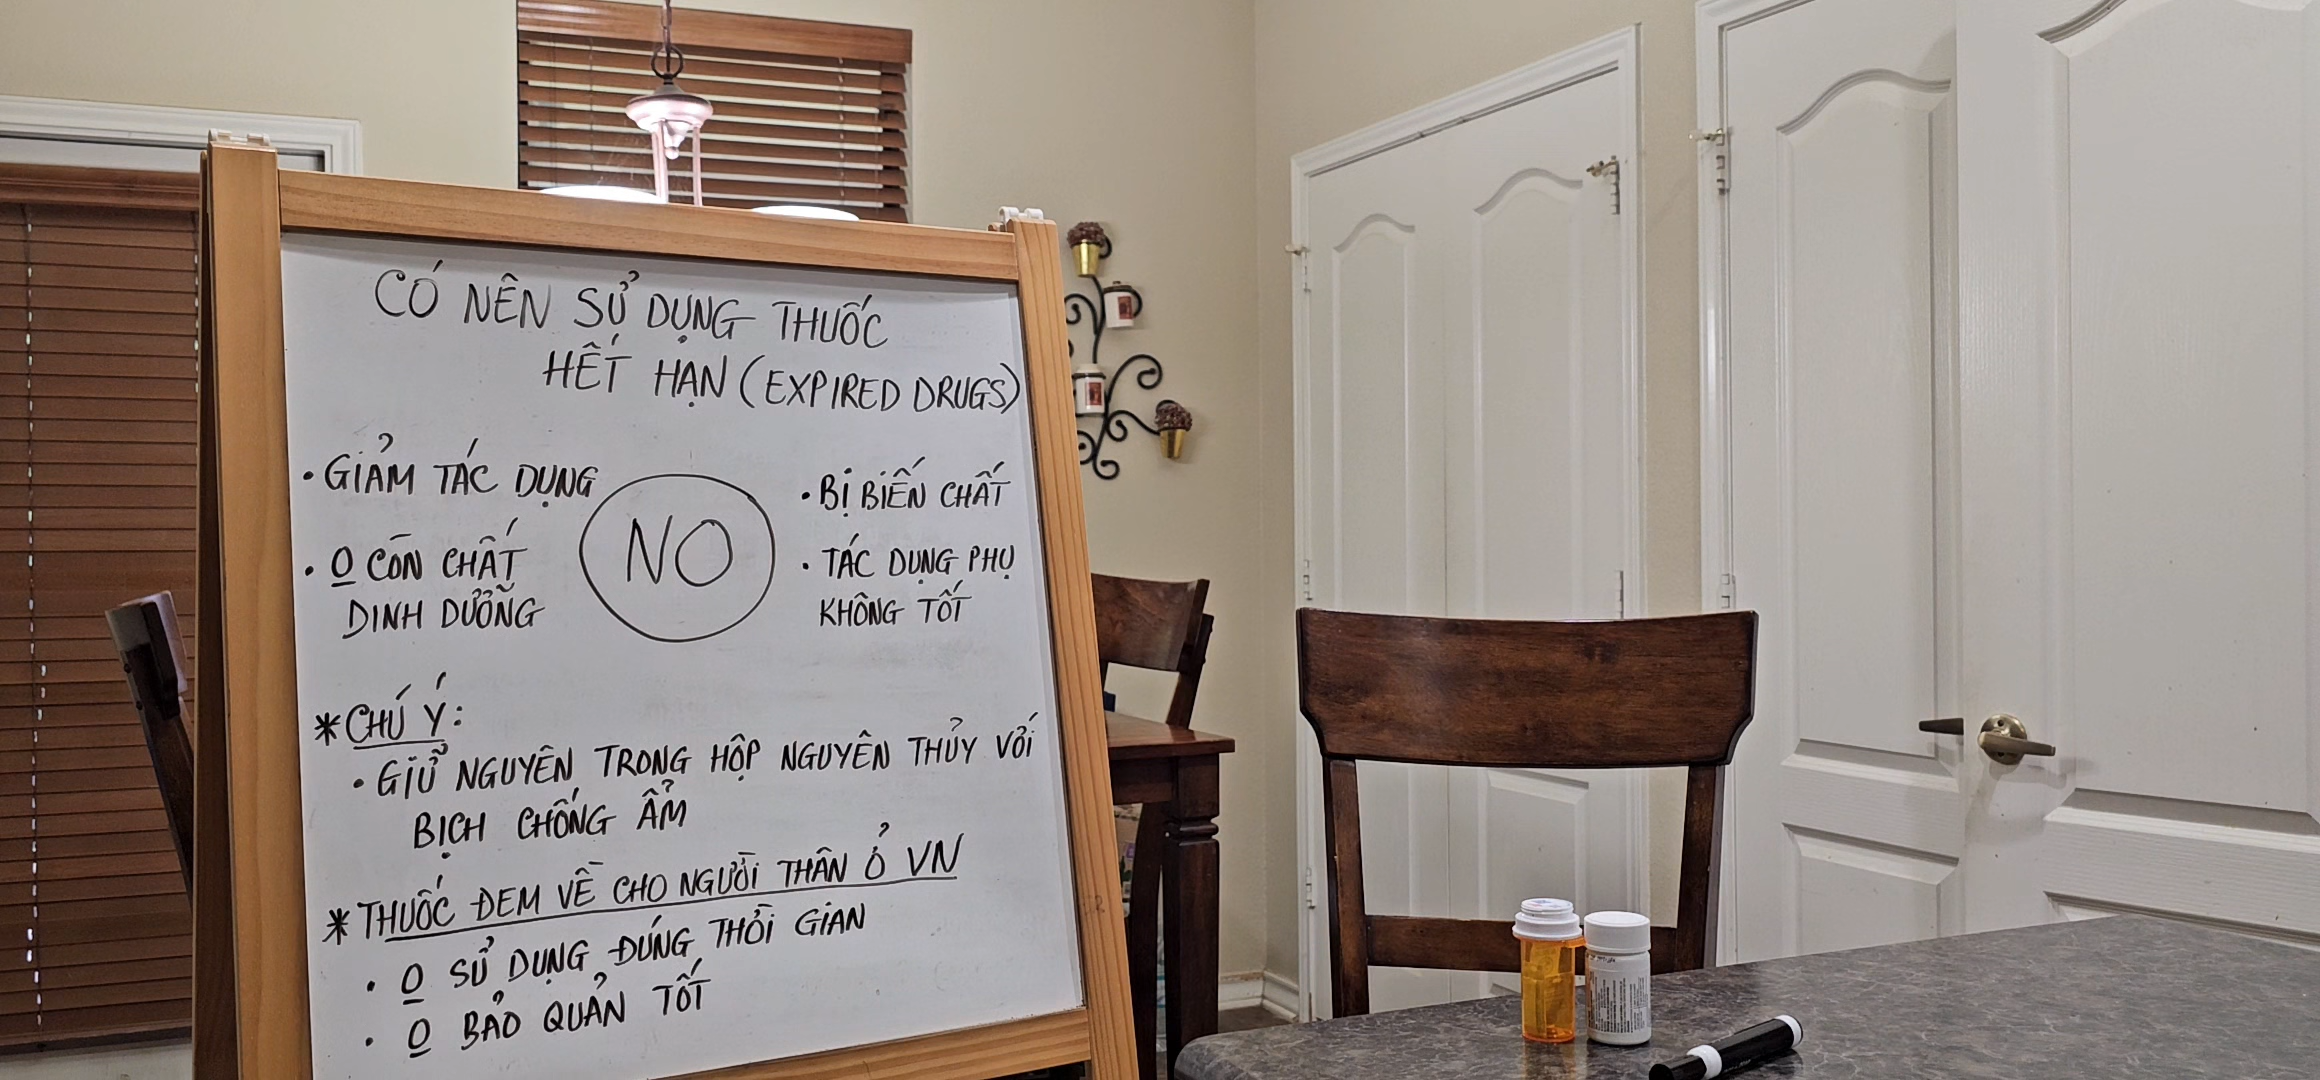 CÓ NÊN SỬ DỤNG THUỐC
HẾT HẠN (EXPIRED DRUGS)
• GIẢM TÁC DỤNG
• O CÒN CHẤT
DINH DƯỠNG
NO
• BỊ BIẾN CHẤT
• TÁC DỤNG PHỤ
KHÔNG TỐT
* CHÚ Ý:
• GIỮ NGUYÊN TRONG HỘP NGUYÊN THỦY VỚI
BỊCH CHỐNG ẨM
* THUỐC ĐEM VỀ CHO NGƯỜI THÂN Ở VN
• O SỬ DỤNG ĐÚNG THỜI GIAN
• O BẢO QUẢN TỐT